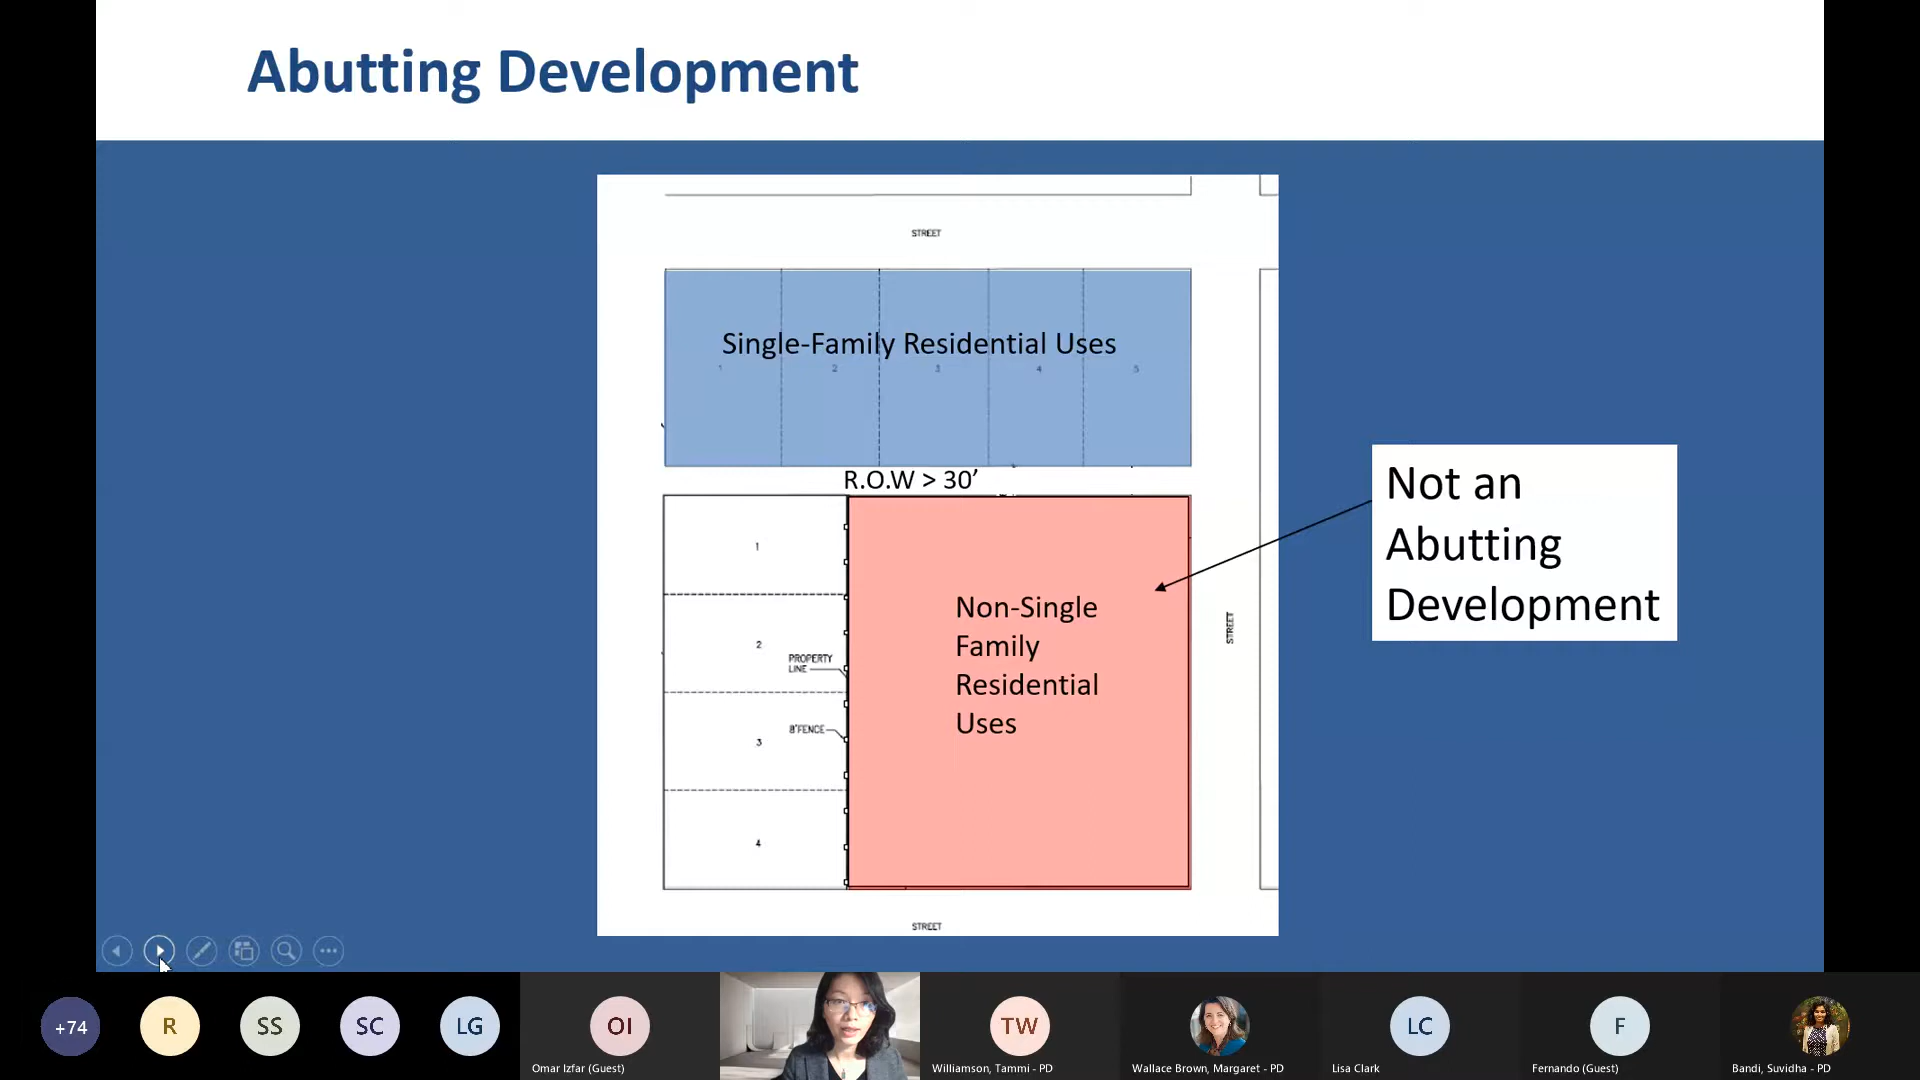 Abutting Development
STREET
Single-Family Residential Uses
1 2 3 4 5
R.O.W > 30’
Not an
Abutting
Development
1
2
PROPERTY
LINE
8'FENCE
3
4
Non-Single
Family
Residential
Uses
STREET
STREET
+74
R
SS
SC
LG
OI
TW
LC
F
Omar Izfar (Guest)
Williamson, Tammi - PD
Wallace Brown, Margaret - PD
Lisa Clark
Fernando (Guest)
Bandi, Suvidha - PD